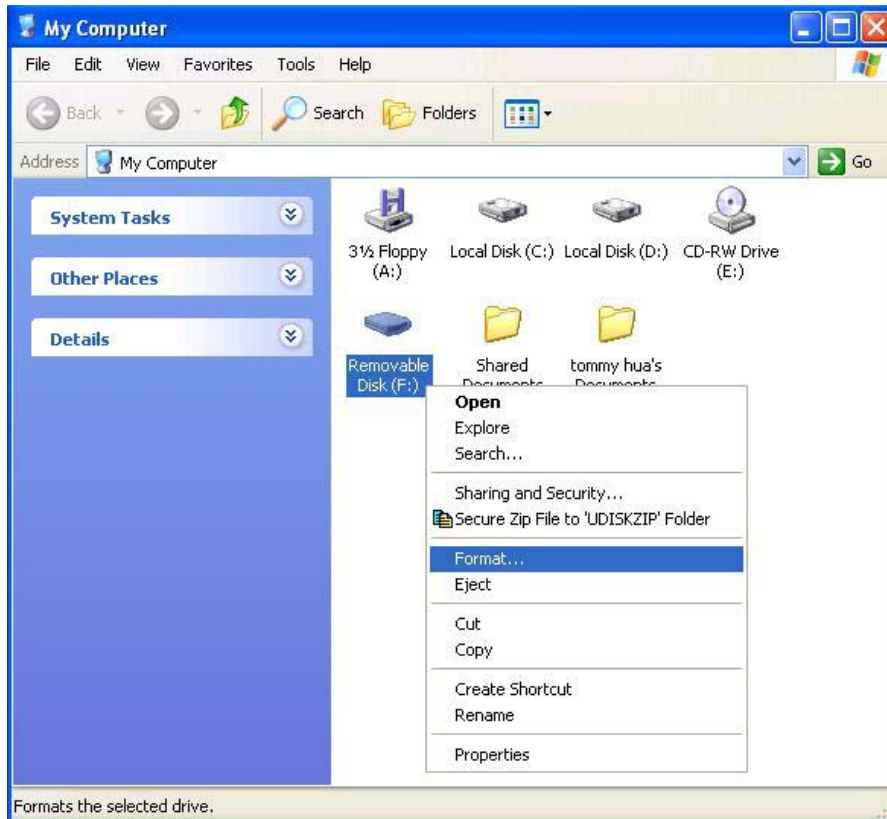 My Computer
File Edit View Favorites Tools Help
Back Search Folders
Address My Computer Go
System Tasks
Other Places
Details
3½ Floppy (A:)
Local Disk (C:)
Local Disk (D:)
CD-RW Drive (E:)
Removable Disk (F:)
Shared Documents
tommy hua's Documents
Open
Explore
Search...
Sharing and Security...
Secure Zip File to 'UDISKZIP' Folder
Format...
Eject
Cut
Copy
Create Shortcut
Rename
Properties
Formats the selected drive.